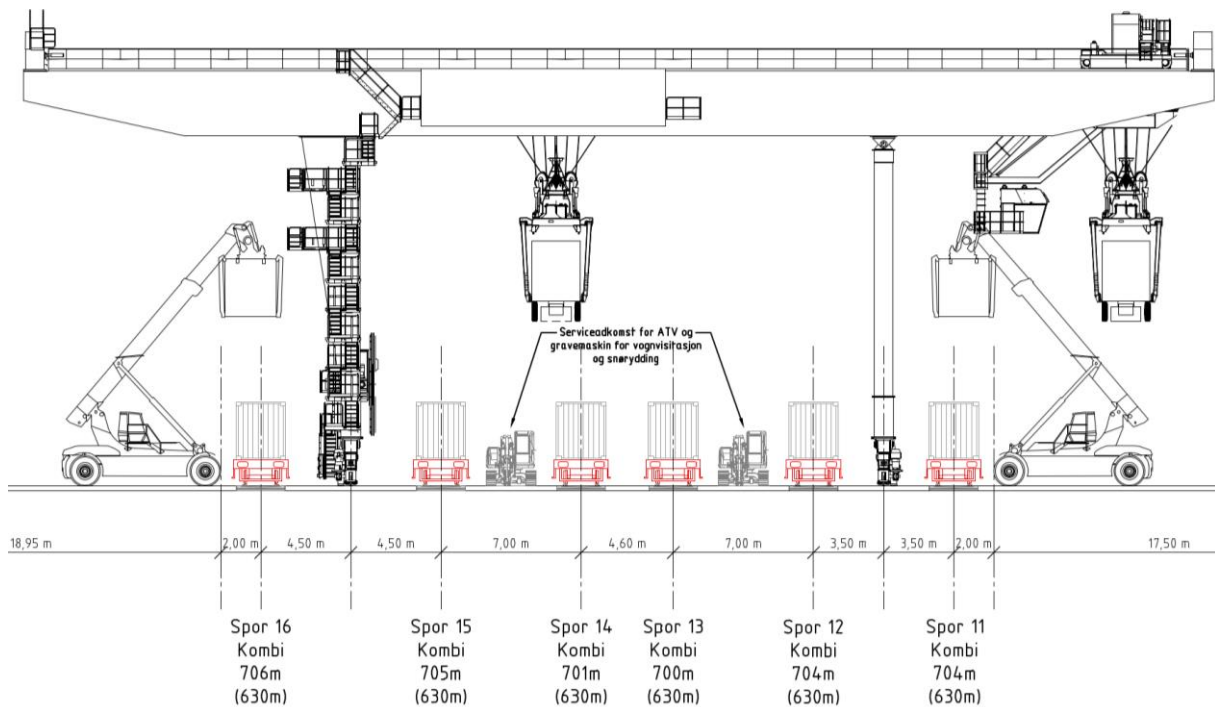 Serviceadkomst for ATV og
gravemaskin for vognvisitasjon
og snørydding
18,95 m
2,00 m
4,50 m
4,50 m
7,00 m
4,60 m
7,00 m
3,50 m
3,50 m
2,00 m
17,50 m
Spor 16
Kombi
706m
(630m)
Spor 15
Kombi
705m
(630m)
Spor 14
Kombi
701m
(630m)
Spor 13
Kombi
700m
(630m)
Spor 12
Kombi
704m
(630m)
Spor 11
Kombi
704m
(630m)